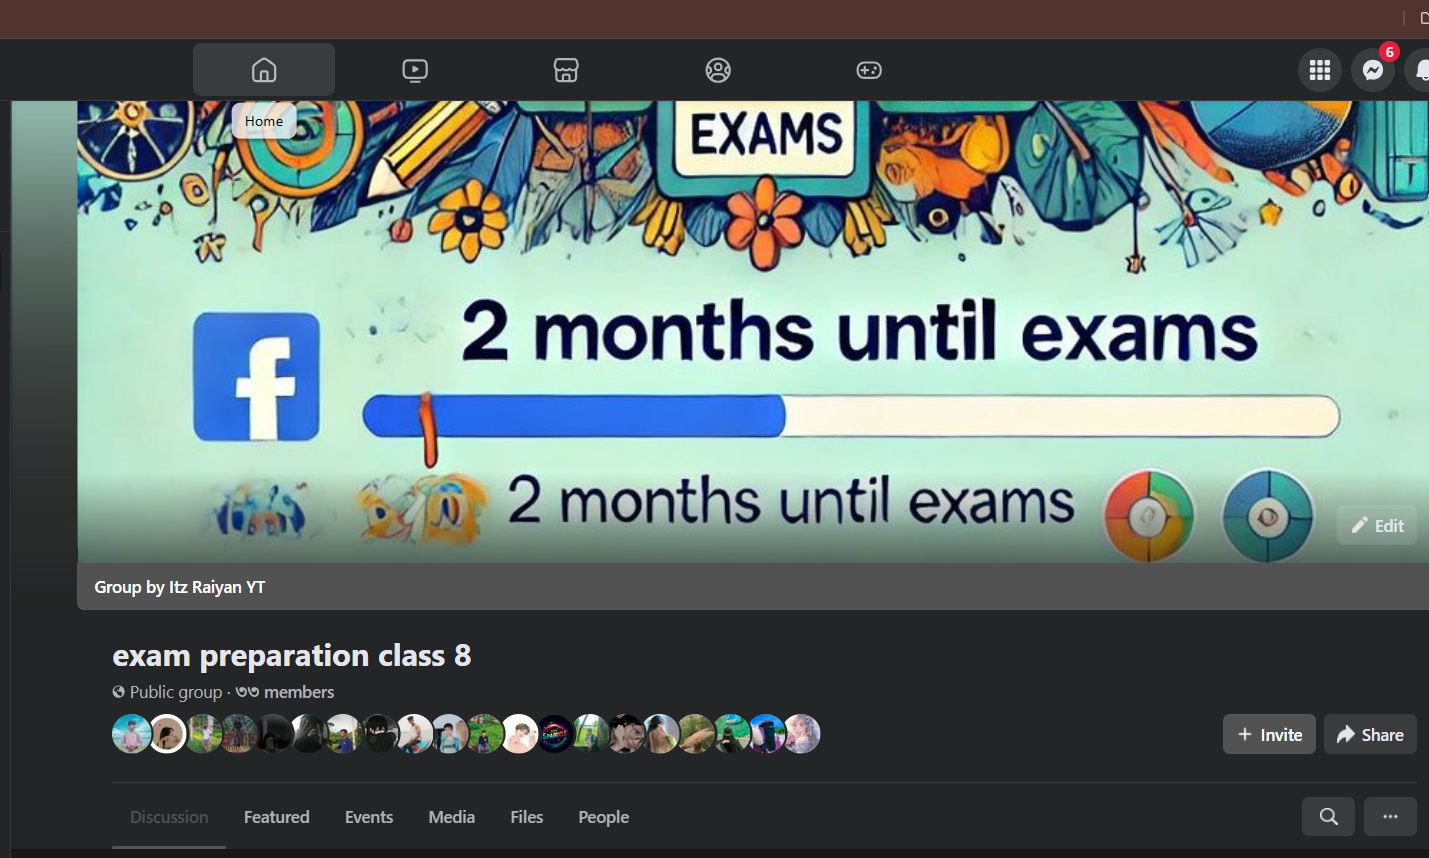 6
Home
EXAMS
2 months until exams
f
2 months until exams
Edit
Group by Itz Raiyan YT
exam preparation class 8
Public group · ৩৩ members
Invite
Share
Discussion
Featured
Events
Media
Files
People